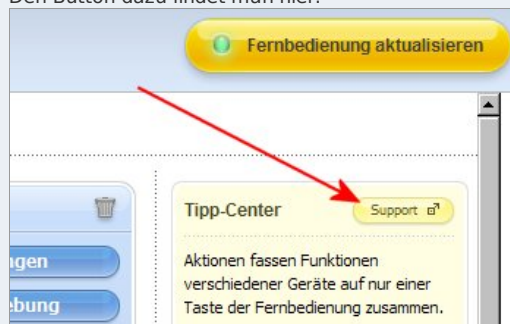 Den Button dazu findet man hier:
Fernbedienung aktualisieren
Tipp-Center
Support
Aktionen fassen Funktionen
verschiedener Geräte auf nur einer
Taste der Fernbedienung zusammen.
ngen
ebung